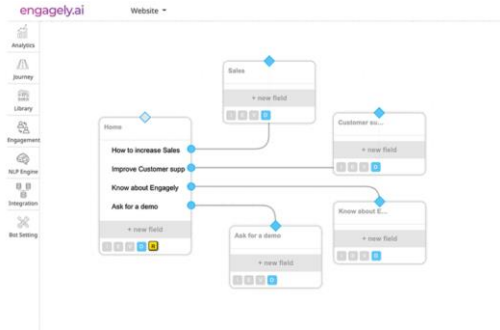 engagely.ai
Website
Analytics
Journey
Library
Engagement
NLP Engine
Integration
Bot Setting
Sales
+ new field
Home
How to increase Sales
Improve Customer supp
Know about Engagely
Ask for a demo
+ new field
Customer su...
+ new field
Know about E...
+ new field
Ask for a demo
+ new field